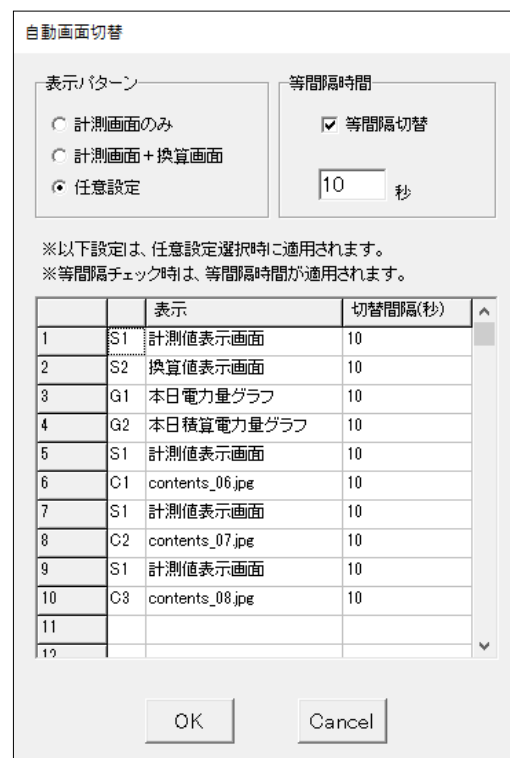 自動画面切替
表示パターン
計測画面のみ
計測画面＋換算画面
任意設定
等間隔時間
等間隔切替
10 秒
※以下設定は、任意設定選択時に適用されます。
※等間隔チェック時は、等間隔時間が適用されます。
表示 切替間隔(秒)
1 S1 計測値表示画面 10
2 S2 換算値表示画面 10
3 G1 本日電力量グラフ 10
4 G2 本日積算電力量グラフ 10
5 S1 計測値表示画面 10
6 C1 contents_06.jpg 10
7 S1 計測値表示画面 10
8 C2 contents_07.jpg 10
9 S1 計測値表示画面 10
10 C3 contents_08.jpg 10
11
12
OK Cancel